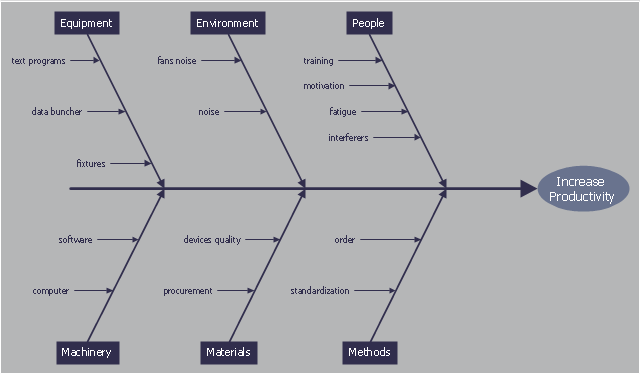 Equipment
Environment
People
text programs
fans noise
training
motivation
data buncher
noise
fatigue
interferers
fixtures
Increase
Productivity
software
devices quality
order
computer
procurement
standardization
Machinery
Materials
Methods